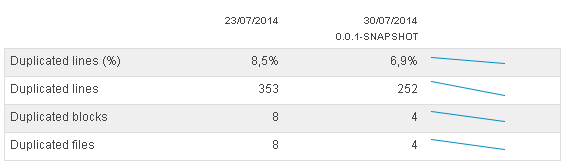 23/07/2014 30/07/2014
0.0.1-SNAPSHOT
Duplicated lines (%) 8,5% 6,9%
Duplicated lines 353 252
Duplicated blocks 8 4
Duplicated files 8 4